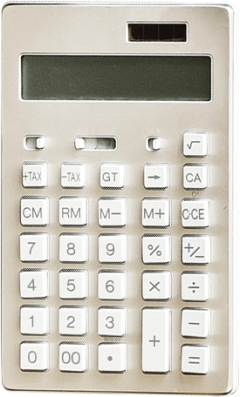 √
+TAX -TAX GT → CA
CM RM M- M+ C·CE
7 8 9 % +/-
4 5 6 × ÷
1 2 3 + -
0 00 • =